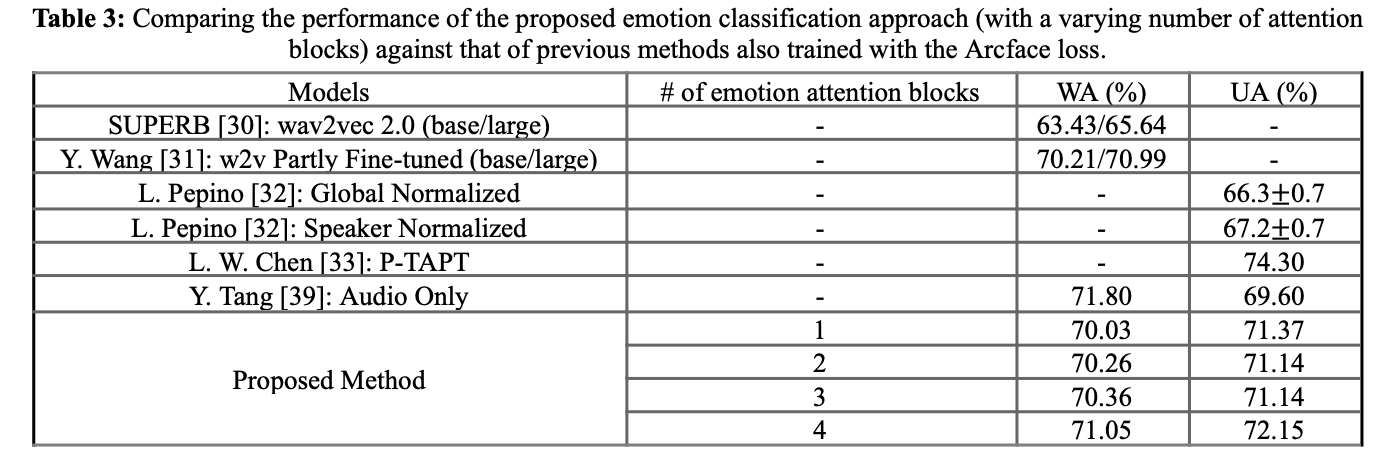 Table 3: Comparing the performance of the proposed emotion classification approach (with a varying number of attention
blocks) against that of previous methods also trained with the Arcface loss.
Models # of emotion attention blocks WA (%) UA (%)
SUPERB [30]: wav2vec 2.0 (base/large) - 63.43/65.64 -
Y. Wang [31]: w2v Partly Fine-tuned (base/large) - 70.21/70.99 -
L. Pepino [32]: Global Normalized - - 66.3±0.7
L. Pepino [32]: Speaker Normalized - - 67.2±0.7
L. W. Chen [33]: P-TAPT - - 74.30
Y. Tang [39]: Audio Only - 71.80 69.60
Proposed Method
1 70.03 71.37
2 70.26 71.14
3 70.36 71.14
4 71.05 72.15